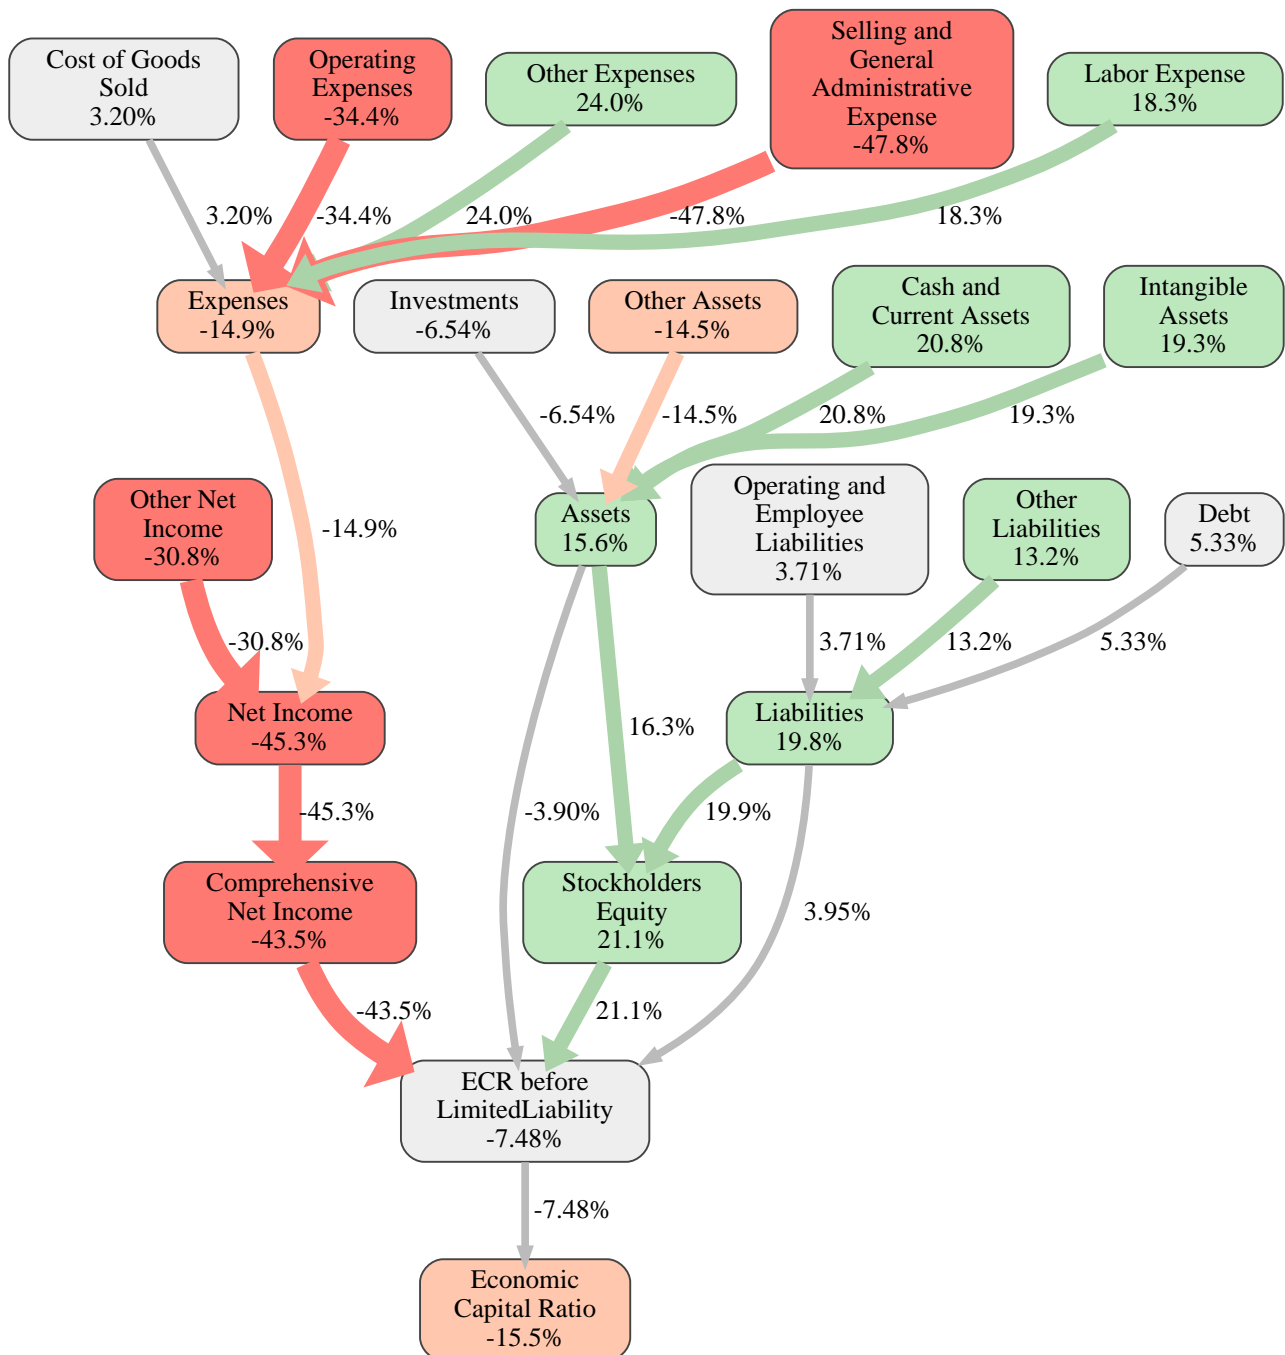 Cost of Goods
Sold
3.20%
Operating
Expenses
-34.4%
Other Expenses
24.0%
Selling and
General
Administrative
Expense
-47.8%
Labor Expense
18.3%
3.20%
-34.4%
24.0%
-47.8%
18.3%
Expenses
-14.9%
Investments
-6.54%
Other Assets
-14.5%
Cash and
Current Assets
20.8%
Intangible
Assets
19.3%
-6.54%
-14.5%
20.8%
19.3%
Other Net
Income
-30.8%
-14.9%
Assets
15.6%
Operating and
Employee
Liabilities
3.71%
Other
Liabilities
13.2%
Debt
5.33%
-30.8%
3.71%
13.2%
5.33%
Net Income
-45.3%
16.3%
Liabilities
19.8%
-45.3%
-3.90%
19.9%
Comprehensive
Net Income
-43.5%
Stockholders
Equity
21.1%
3.95%
-43.5%
21.1%
ECR before
LimitedLiability
-7.48%
-7.48%
Economic
Capital Ratio
-15.5%